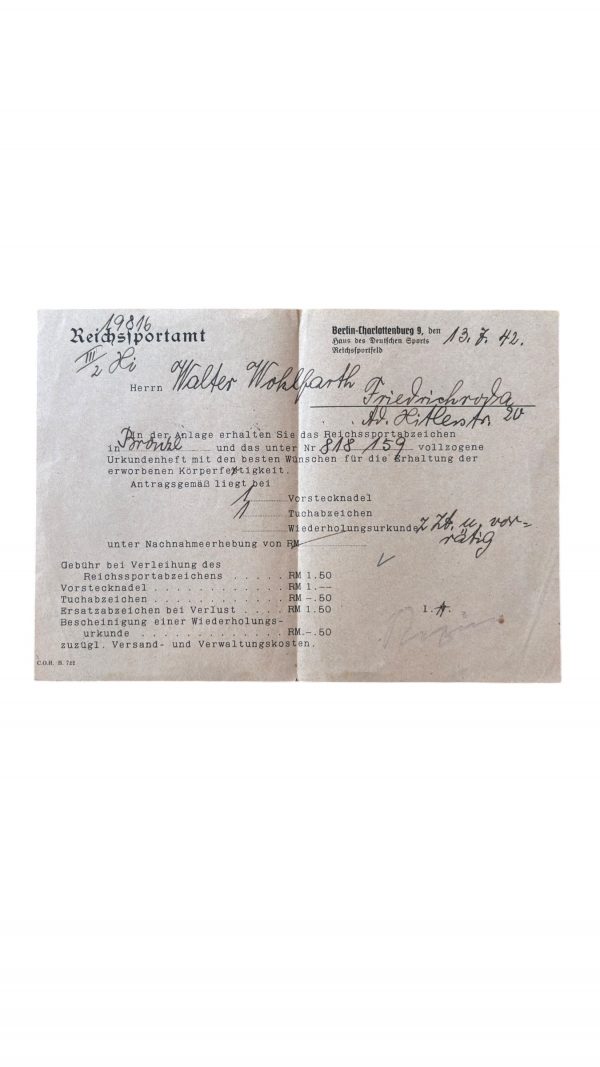 19816
Reichssportamt
III/2 Hi
Berlin-Charlottenburg 9, den 13.7.42.
Haus des Deutschen Sports
Reichssportfeld
Herrn Walter Wohlfarth
Friedrichroda
Ad. Hitlerstr. 20
In der Anlage erhalten Sie das Reichssportabzeichen
in Bronze und das unter Nr 818 159 vollzogene
Urkundenheft mit den besten Wünschen für die Erhaltung der
erworbenen Körperfertigkeit.
Antragsgemäß liegt bei
1 Vorstecknadel
1 Tuchabzeichen
Wiederholungsurkunde z. Zt. n. vor-
rätig
unter Nachnahmeerhebung von RM
Gebühr bei Verleihung des
Reichssportabzeichens . . . . . RM 1.50
Vorstecknadel . . . . . . . . . . . . RM 1.--
Tuchabzeichen . . . . . . . . . . . . RM -.50
Ersatzabzeichen bei Verlust . . . . RM 1.50
Bescheinigung einer Wiederholungs-
urkunde . . . . . . . . . . . . RM.-.50
zuzügl. Versand- und Verwaltungskosten.
I.A.
C.O.H. B. 722